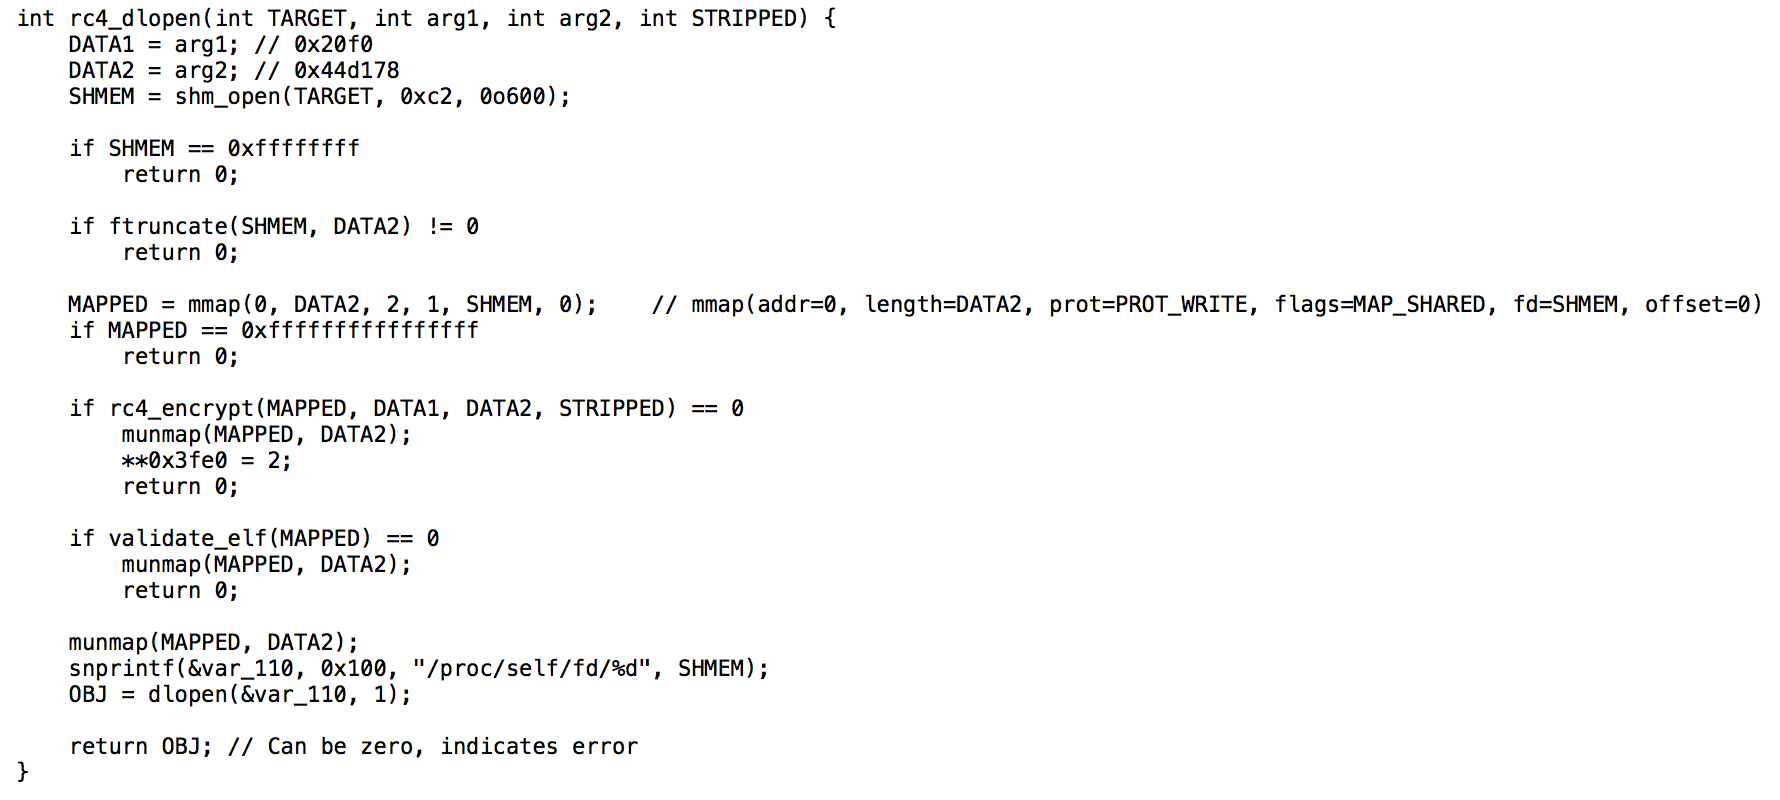 int rc4_dlopen(int TARGET, int arg1, int arg2, int STRIPPED) {
    DATA1 = arg1; // 0x20f0
    DATA2 = arg2; // 0x44d178
    SHMEM = shm_open(TARGET, 0xc2, 0o600);

    if SHMEM == 0xffffffff
        return 0;

    if ftruncate(SHMEM, DATA2) != 0
        return 0;

    MAPPED = mmap(0, DATA2, 2, 1, SHMEM, 0);    // mmap(addr=0, length=DATA2, prot=PROT_WRITE, flags=MAP_SHARED, fd=SHMEM, offset=0)
    if MAPPED == 0xffffffffffffffff
        return 0;

    if rc4_encrypt(MAPPED, DATA1, DATA2, STRIPPED) == 0
        munmap(MAPPED, DATA2);
        **0x3fe0 = 2;
        return 0;

    if validate_elf(MAPPED) == 0
        munmap(MAPPED, DATA2);
        return 0;

    munmap(MAPPED, DATA2);
    snprintf(&var_110, 0x100, "/proc/self/fd/%d", SHMEM);
    OBJ = dlopen(&var_110, 1);

    return OBJ; // Can be zero, indicates error
}